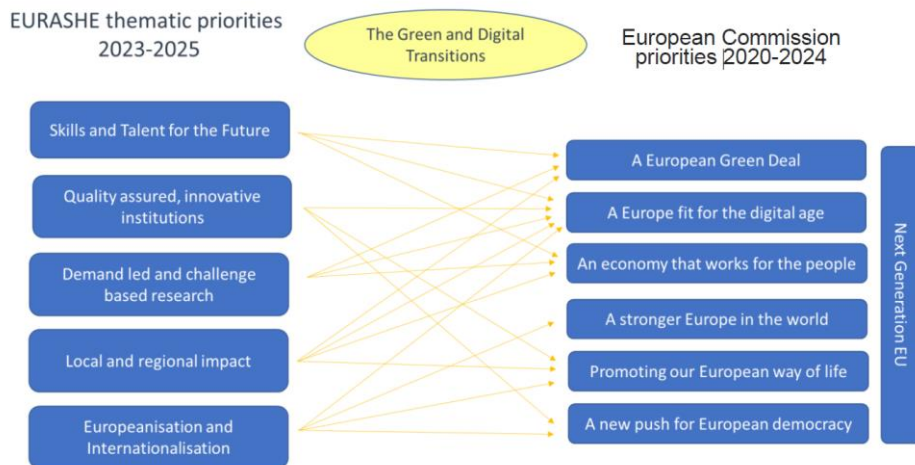 EURASHE thematic priorities
2023-2025
The Green and Digital
Transitions
European Commission
priorities 2020-2024
Skills and Talent for the Future
Quality assured, innovative
institutions
Demand led and challenge
based research
Local and regional impact
Europeanisation and
Internationalisation
A European Green Deal
A Europe fit for the digital age
An economy that works for the people
A stronger Europe in the world
Promoting our European way of life
A new push for European democracy
Next Generation EU